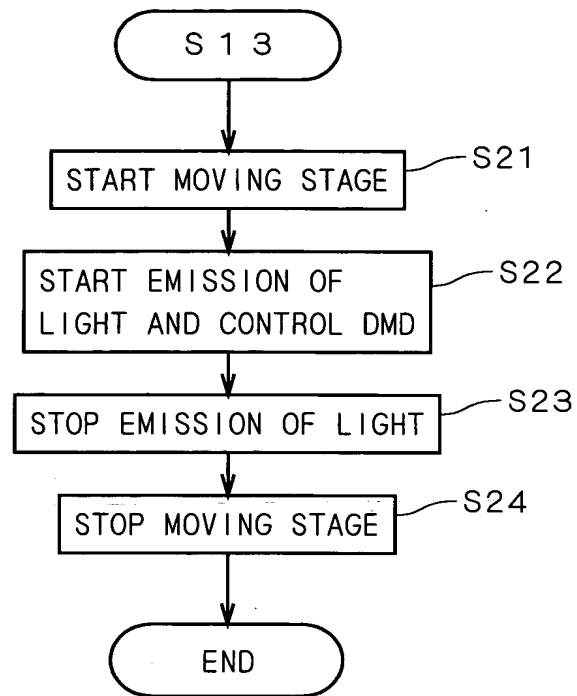 S13
START MOVING STAGE
S21
START EMISSION OF
LIGHT AND CONTROL DMD
S22
STOP EMISSION OF LIGHT
S23
STOP MOVING STAGE
S24
END